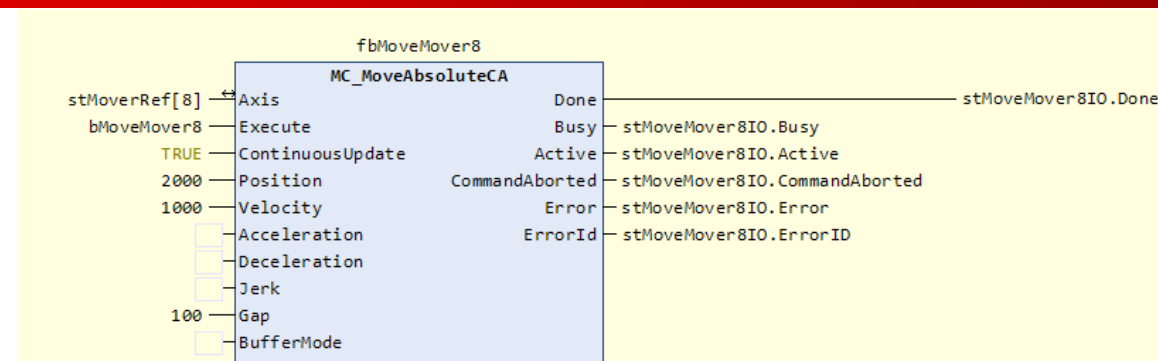 fbMoveMover8
MC_MoveAbsoluteCA
stMoverRef[8] Axis Done stMoveMover8IO.Done
bMoveMover8 Execute Busy stMoveMover8IO.Busy
TRUE ContinuousUpdate Active stMoveMover8IO.Active
2000 Position CommandAborted stMoveMover8IO.CommandAborted
1000 Velocity Error stMoveMover8IO.Error
Acceleration ErrorId stMoveMover8IO.ErrorID
Deceleration
Jerk
100 Gap
BufferMode